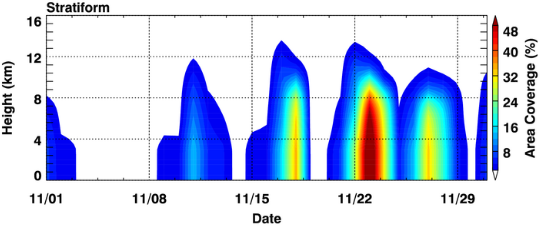 Stratiform
16
12
8
4
0
Height (km)
11/01 11/08 11/15 11/22 11/29
Date
48
40
32
24
16
8
Area Coverage (%)